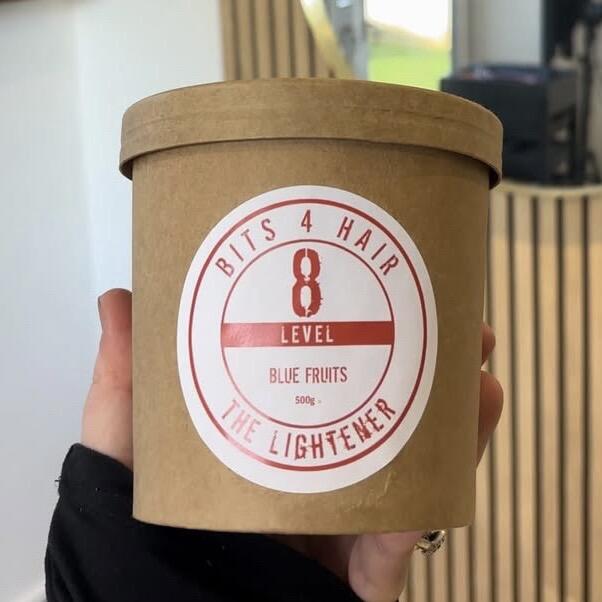 BITS 4 HAIR
8
LEVEL
BLUE FRUITS
500g
THE LIGHTENER